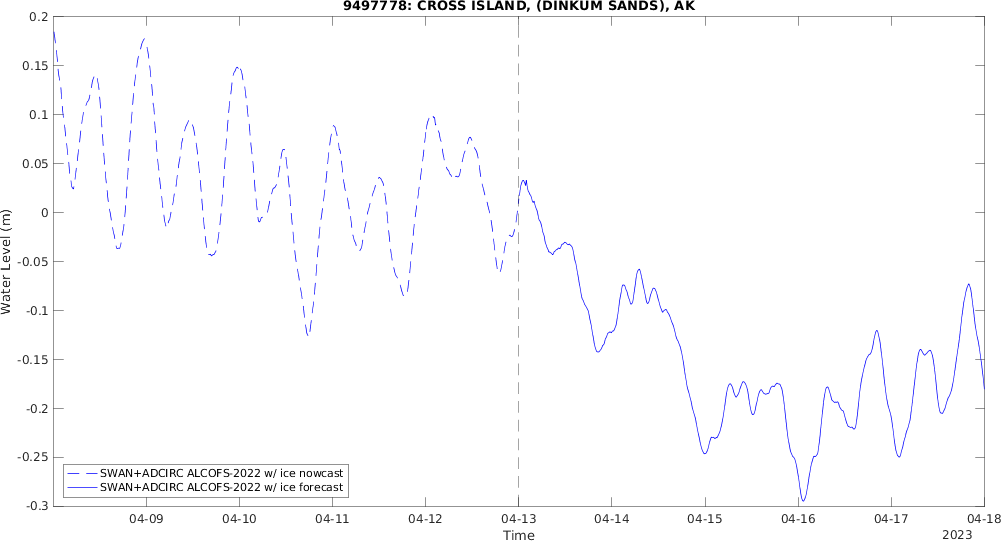 9497778: CROSS ISLAND, (DINKUM SANDS), AK
0.2
0.15
0.1
0.05
0
-0.05
-0.1
-0.15
-0.2
-0.25
-0.3
Water Level (m)
SWAN+ADCIRC ALCOFS-2022 w/ ice nowcast
SWAN+ADCIRC ALCOFS-2022 w/ ice forecast
04-09 04-10 04-11 04-12 04-13 04-14 04-15 04-16 04-17 04-18
Time
2023